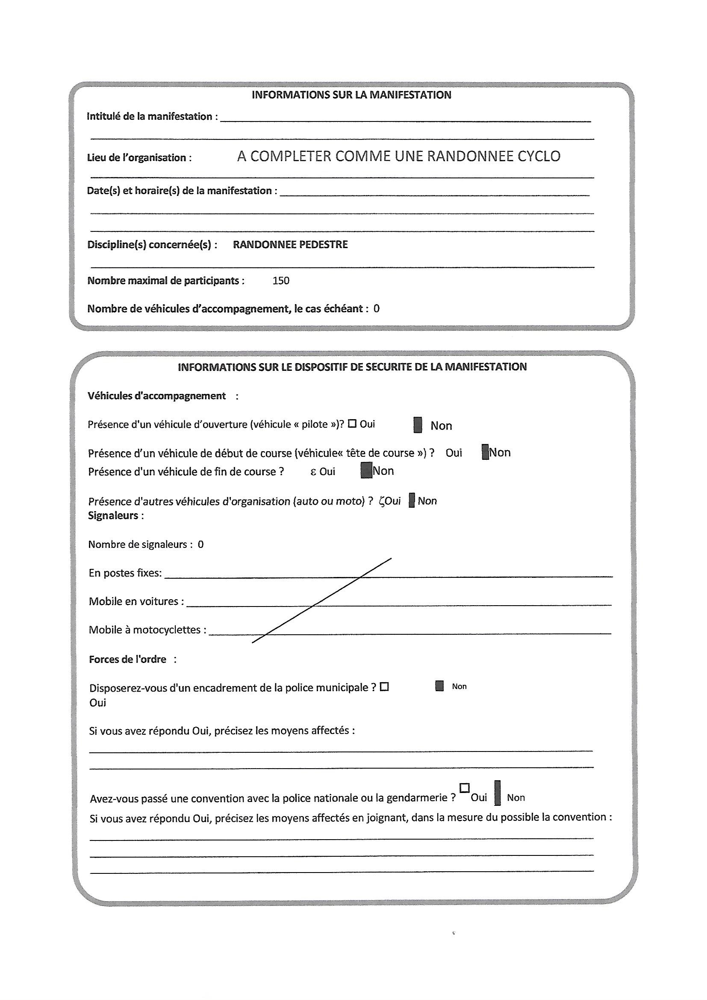 INFORMATIONS SUR LA MANIFESTATION
Intitulé de la manifestation :
Lieu de l’organisation : A COMPLETER COMME UNE RANDONNEE CYCLO
Date(s) et horaire(s) de la manifestation :
Discipline(s) concernée(s) : RANDONNEE PEDESTRE
Nombre maximal de participants : 150
Nombre de véhicules d’accompagnement, le cas échéant : 0
INFORMATIONS SUR LE DISPOSITIF DE SECURITE DE LA MANIFESTATION
Véhicules d'accompagnement :
Présence d'un véhicule d’ouverture (véhicule « pilote »)? ☐ Oui ■ Non
Présence d’un véhicule de début de course (véhicule« tête de course ») ? Oui ■Non
Présence d'un véhicule de fin de course ? ε Oui ■Non
Présence d'autres véhicules d'organisation (auto ou moto) ? ζOui ■ Non
Signaleurs :
Nombre de signaleurs : 0
En postes fixes:
Mobile en voitures :
Mobile à motocyclettes :
Forces de l'ordre :
Disposerez-vous d'un encadrement de la police municipale ? ☐ ■ Non
Oui
Si vous avez répondu Oui, précisez les moyens affectés :
Avez-vous passé une convention avec la police nationale ou la gendarmerie ? ☐Oui ■ Non
Si vous avez répondu Oui, précisez les moyens affectés en joignant, dans la mesure du possible la convention :